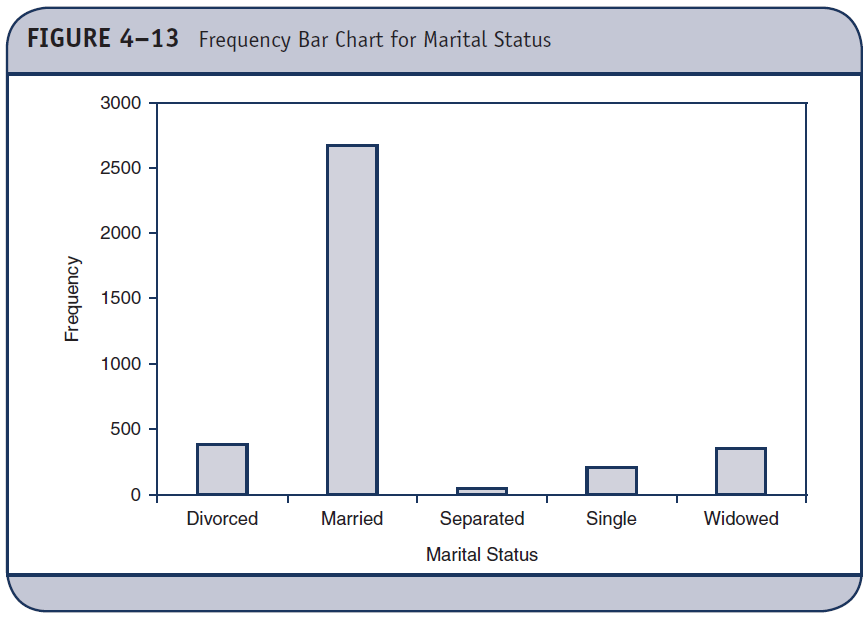 FIGURE 4–13 Frequency Bar Chart for Marital Status
3000
2500
2000
1500
1000
500
0
Frequency
Divorced Married Separated Single Widowed
Marital Status